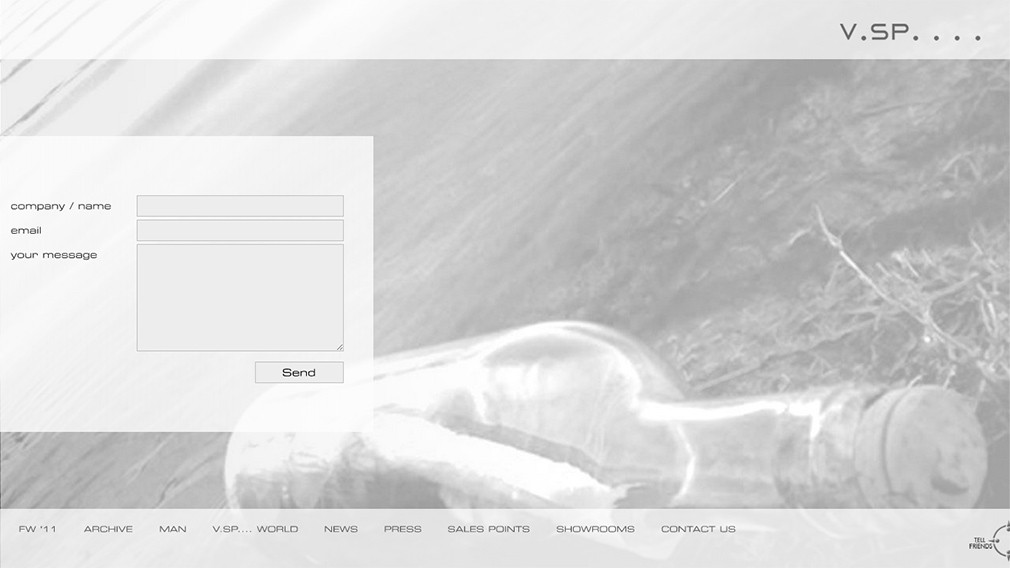 V.SP. . . .
company / name
email
your message
Send
FW '11 ARCHIVE MAN V.SP.... WORLD NEWS PRESS SALES POINTS SHOWROOMS CONTACT US
TELL
FRIENDS